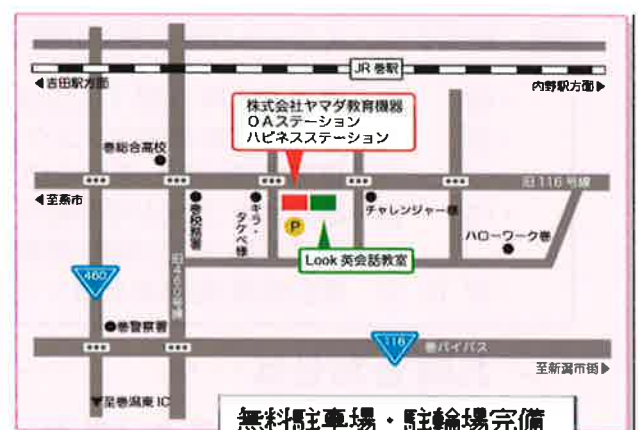 JR 巻駅
◀吉田駅方面
内野駅方面▶
株式会社ヤマダ教育機器
OAステーション
ハピネスステーション
巻総合高校
旧116号線
◀至燕市
巻税務署
キラ・
タケベ様
P
チャレンジャー様
ハローワーク巻
Look 英会話教室
460
旧460号線
巻警察署
116
巻バイパス
至新潟市街▶
▼至巻潟東IC
無料駐車場・駐輪場完備